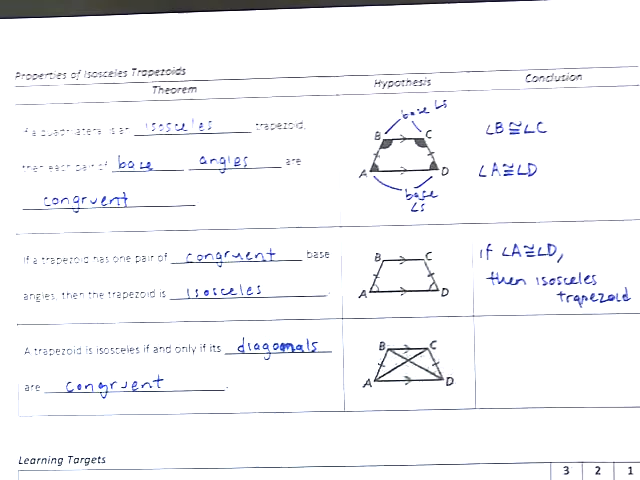 Properties of Isosceles Trapezoids
Theorem
Hypothesis
Conclusion
If a quadrilateral is an isosceles trapezoid,
then each pair of base angles are
congruent
base ∠s
B C
A D
base
∠s
∠B≅∠C
∠A≅∠D
If a trapezoid has one pair of congruent base
angles, then the trapezoid is isosceles.
B C
A D
if ∠A≅∠D,
then isosceles
trapezoid
A trapezoid is isosceles if and only if its diagonals
are congruent.
B C
A D
Learning Targets
3 2 1